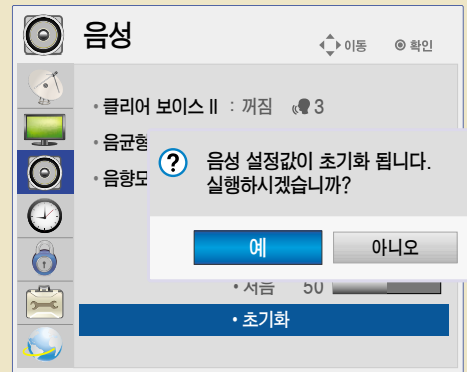 음성
이동 확인
• 클리어 보이스 II : 꺼짐 3
• 음균형
• 음향모
음성 설정값이 초기화 됩니다.
실행하시겠습니까?
예 아니오
• 저음 50
• 초기화